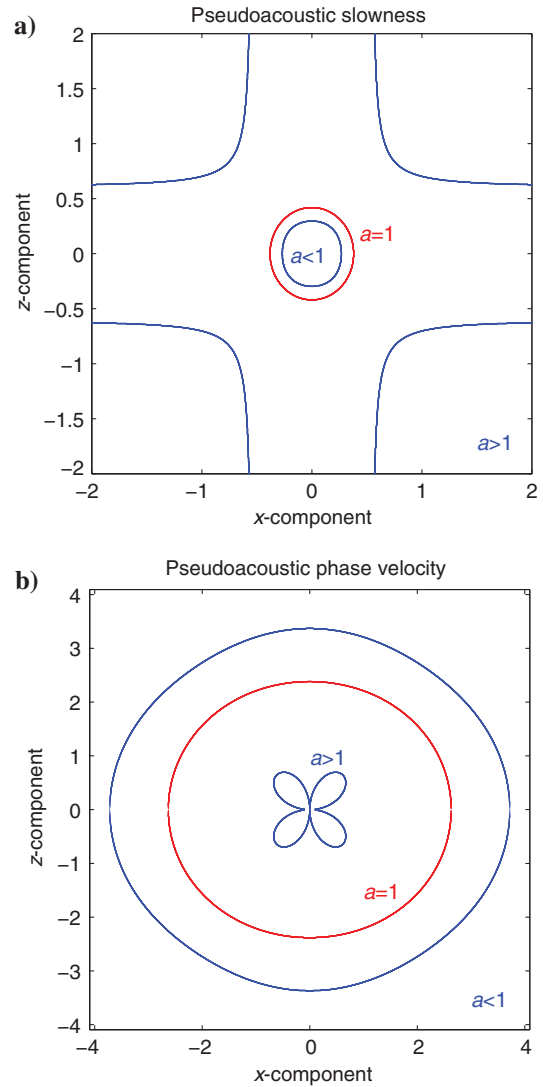 a)
Pseudoacoustic slowness
2
1.5
1
0.5
0
−0.5
−1
−1.5
−2
z-component
a=1
a<1
a>1
−2 −1 0 1 2
x-component
b)
Pseudoacoustic phase velocity
4
3
2
1
0
−1
−2
−3
−4
z-component
a>1
a=1
a<1
−4 −2 0 2 4
x-component